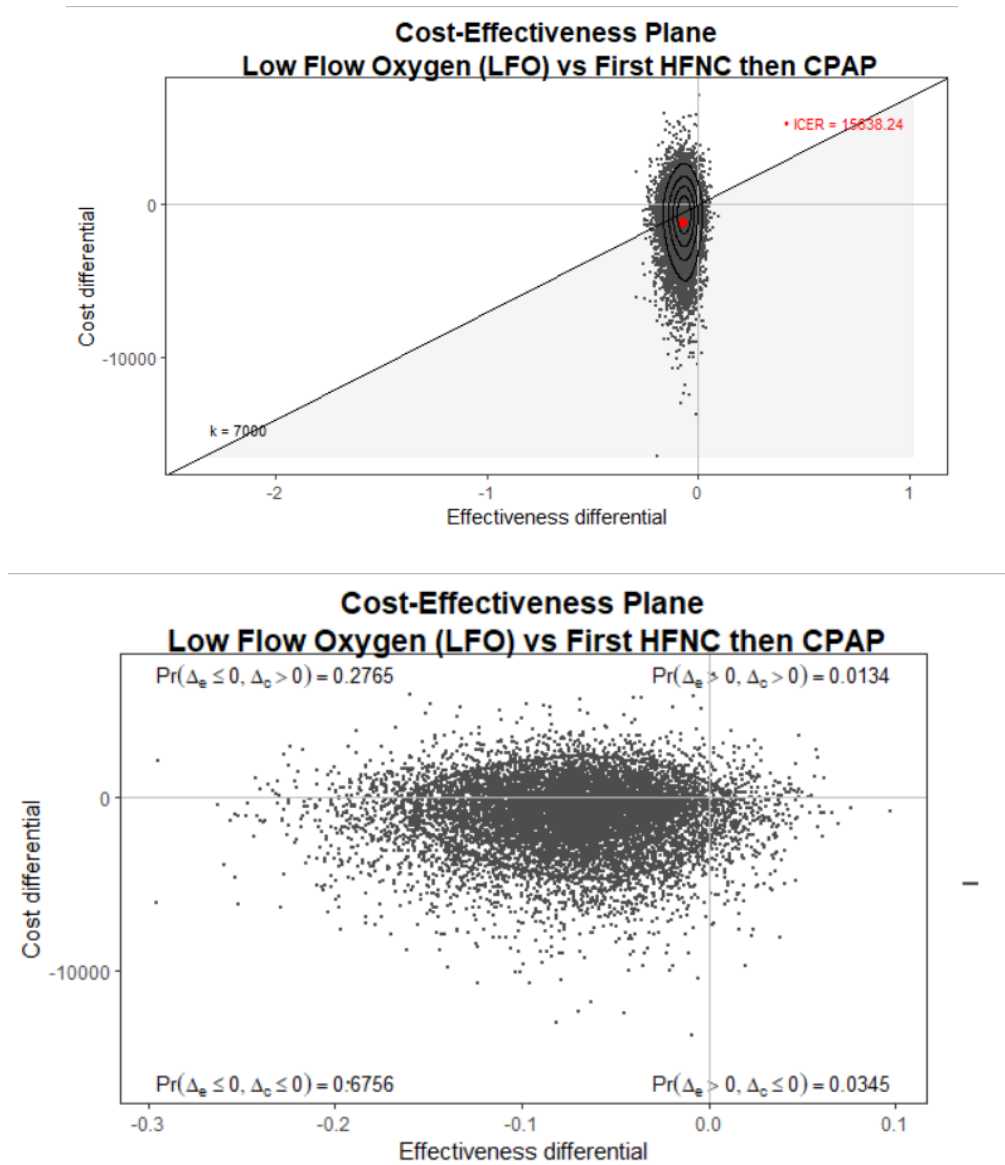 Cost-Effectiveness Plane
Low Flow Oxygen (LFO) vs First HFNC then CPAP
• ICER = 15638.24
0
-10000
Cost differential
k = 7000
-2
-1
0
1
Effectiveness differential
Cost-Effectiveness Plane
Low Flow Oxygen (LFO) vs First HFNC then CPAP
Pr(Δe ≤ 0, Δc > 0) = 0.2765
Pr(Δe > 0, Δc > 0) = 0.0134
0
-10000
Cost differential
Pr(Δe ≤ 0, Δc ≤ 0) = 0.6756
Pr(Δe > 0, Δc ≤ 0) = 0.0345
-0.3
-0.2
-0.1
0.0
0.1
Effectiveness differential